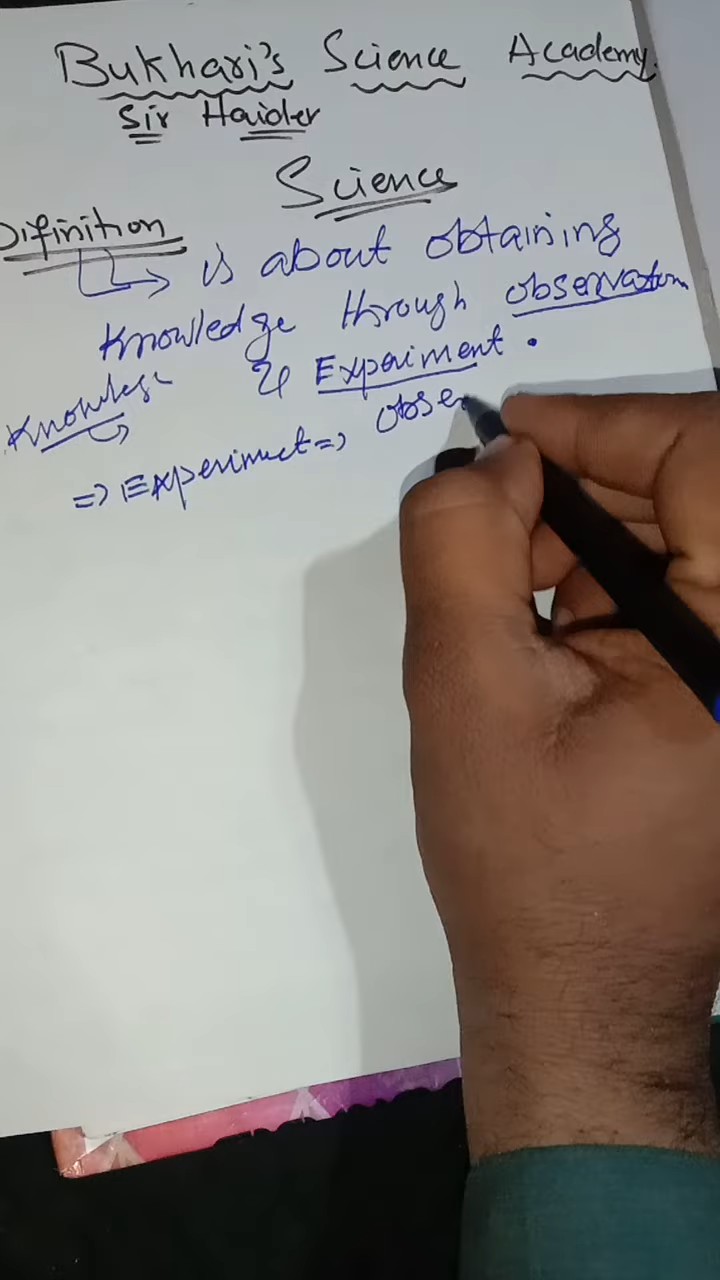 Bukhari's Science Academy.
Sir Haider
Science
Difinition
is about obtaining
Knowledge through observation
Knowledge & Experiment.
=> Experiment => obse